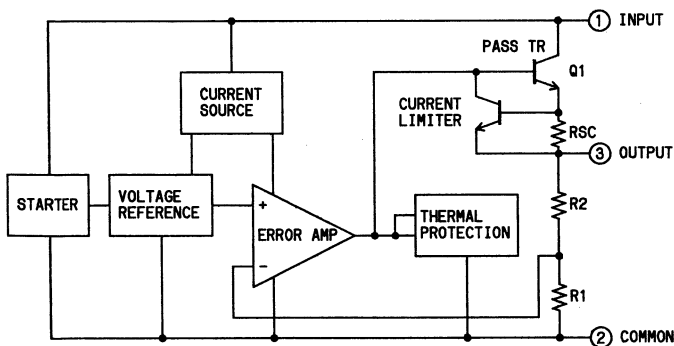 1 INPUT
PASS TR
Q1
CURRENT
SOURCE
CURRENT
LIMITER
RSC
3 OUTPUT
STARTER
VOLTAGE
REFERENCE
+
ERROR AMP
−
THERMAL
PROTECTION
R2
R1
2 COMMON